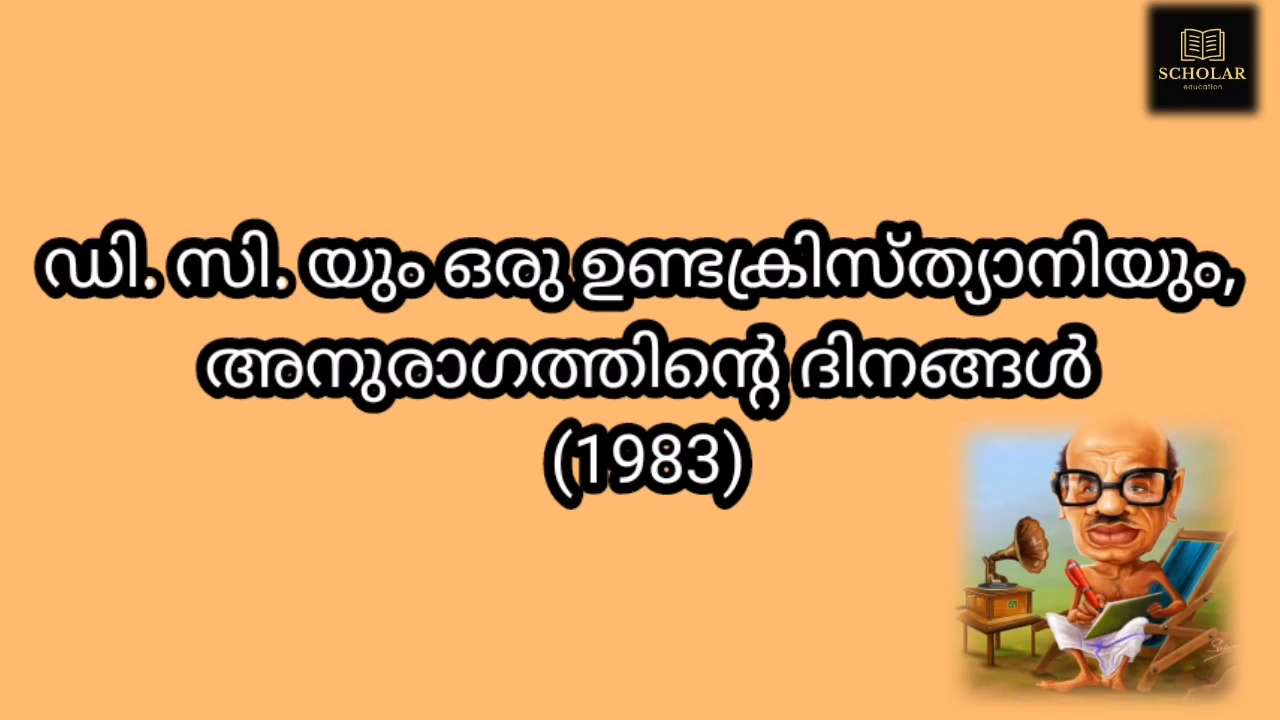 SCHOLAR
education
ഡി. സി. യും ഒരു ഉണ്ടക്രിസ്ത്യാനിയും,
അനുരാഗത്തിന്റെ ദിനങ്ങൾ
(1983)